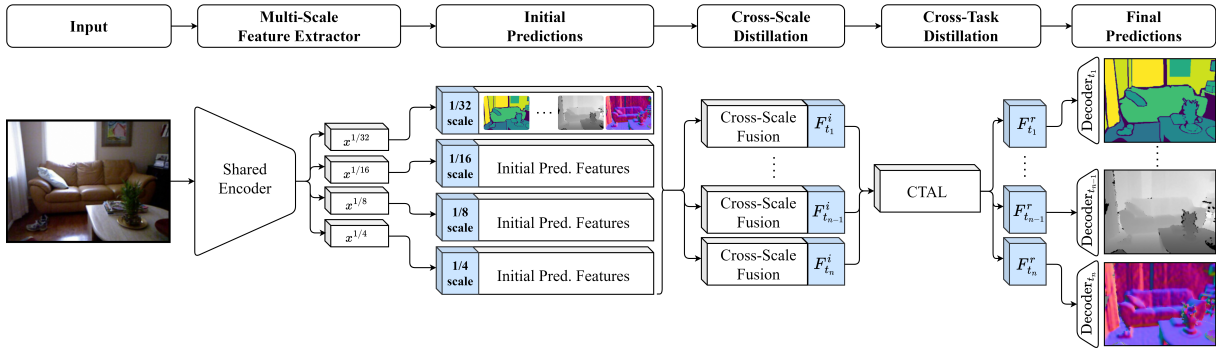 Input
Multi-Scale
Feature Extractor
Initial
Predictions
Cross-Scale
Distillation
Cross-Task
Distillation
Final
Predictions
Shared
Encoder
x^{1/32}
x^{1/16}
x^{1/8}
x^{1/4}
1/32
scale
...
1/16
scale
Initial Pred. Features
1/8
scale
Initial Pred. Features
1/4
scale
Initial Pred. Features
Cross-Scale
Fusion
F^i_{t_1}
...
Cross-Scale
Fusion
F^i_{t_{n-1}}
Cross-Scale
Fusion
F^i_{t_n}
CTAL
F^r_{t_1}
...
F^r_{t_{n-1}}
F^r_{t_n}
Decoder_{t_1}
...
Decoder_{t_{n-1}}
Decoder_{t_n}